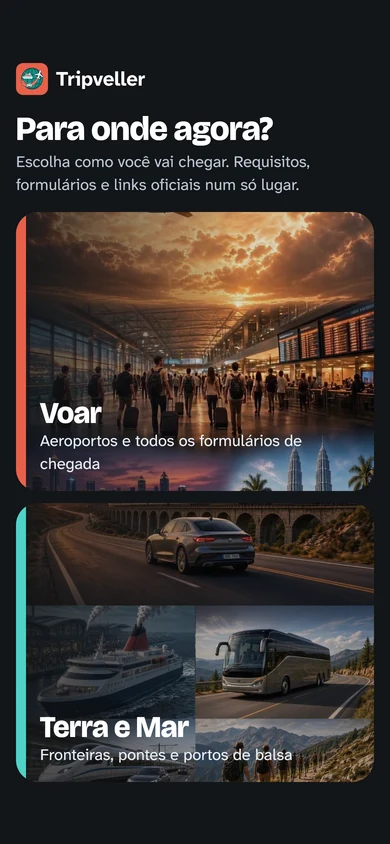 Tripveller
Para onde agora?
Escolha como você vai chegar. Requisitos,
formulários e links oficiais num só lugar.
Voar
Aeroportos e todos os formulários de
chegada
Terra e Mar
Fronteiras, pontes e portos de balsa